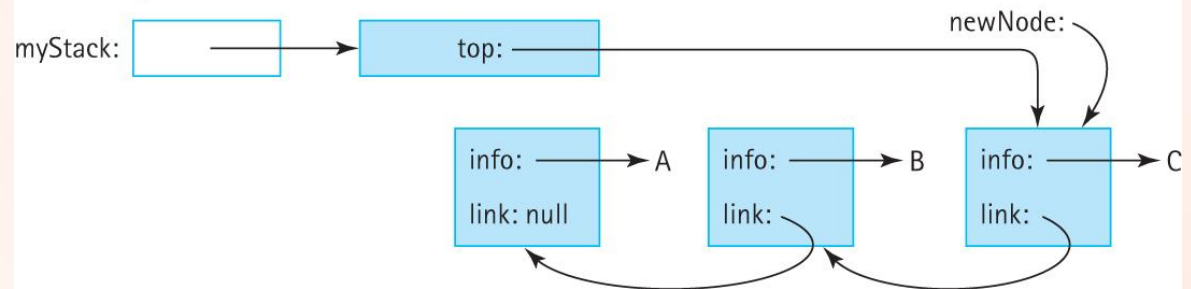 newNode:
myStack:
top:
info: A
link: null
info: B
link:
info: C
link: